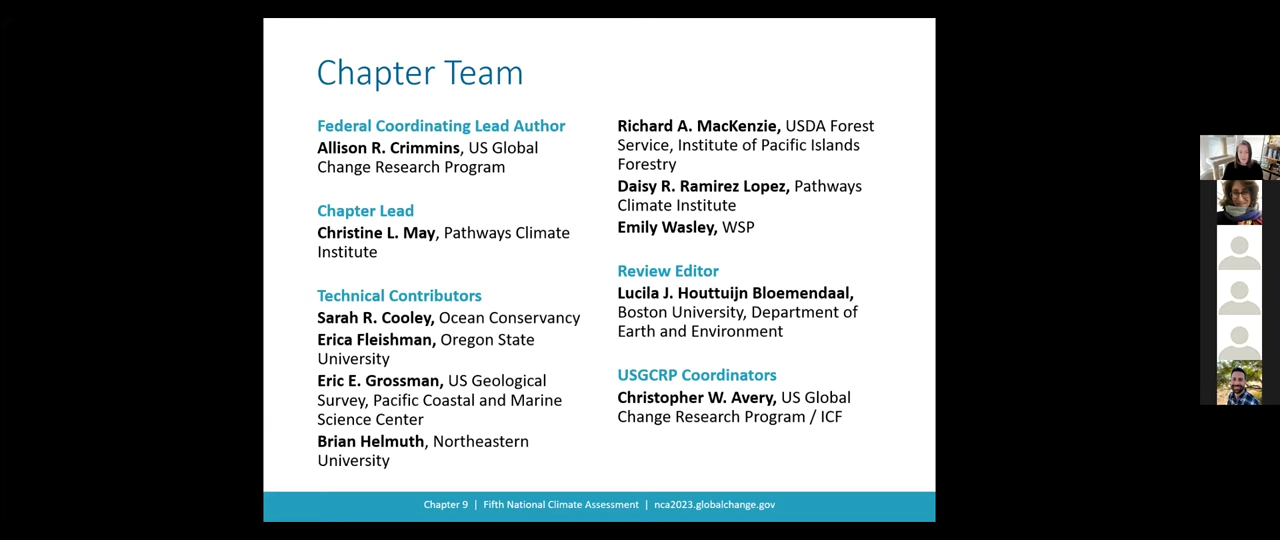 Chapter Team
Federal Coordinating Lead Author
Allison R. Crimmins, US Global
Change Research Program
Chapter Lead
Christine L. May, Pathways Climate
Institute
Technical Contributors
Sarah R. Cooley, Ocean Conservancy
Erica Fleishman, Oregon State
University
Eric E. Grossman, US Geological
Survey, Pacific Coastal and Marine
Science Center
Brian Helmuth, Northeastern
University
Richard A. MacKenzie, USDA Forest
Service, Institute of Pacific Islands
Forestry
Daisy R. Ramirez Lopez, Pathways
Climate Institute
Emily Wasley, WSP
Review Editor
Lucila J. Houttuijn Bloemendaal,
Boston University, Department of
Earth and Environment
USGCRP Coordinators
Christopher W. Avery, US Global
Change Research Program / ICF
Chapter 9 | Fifth National Climate Assessment | nca2023.globalchange.gov